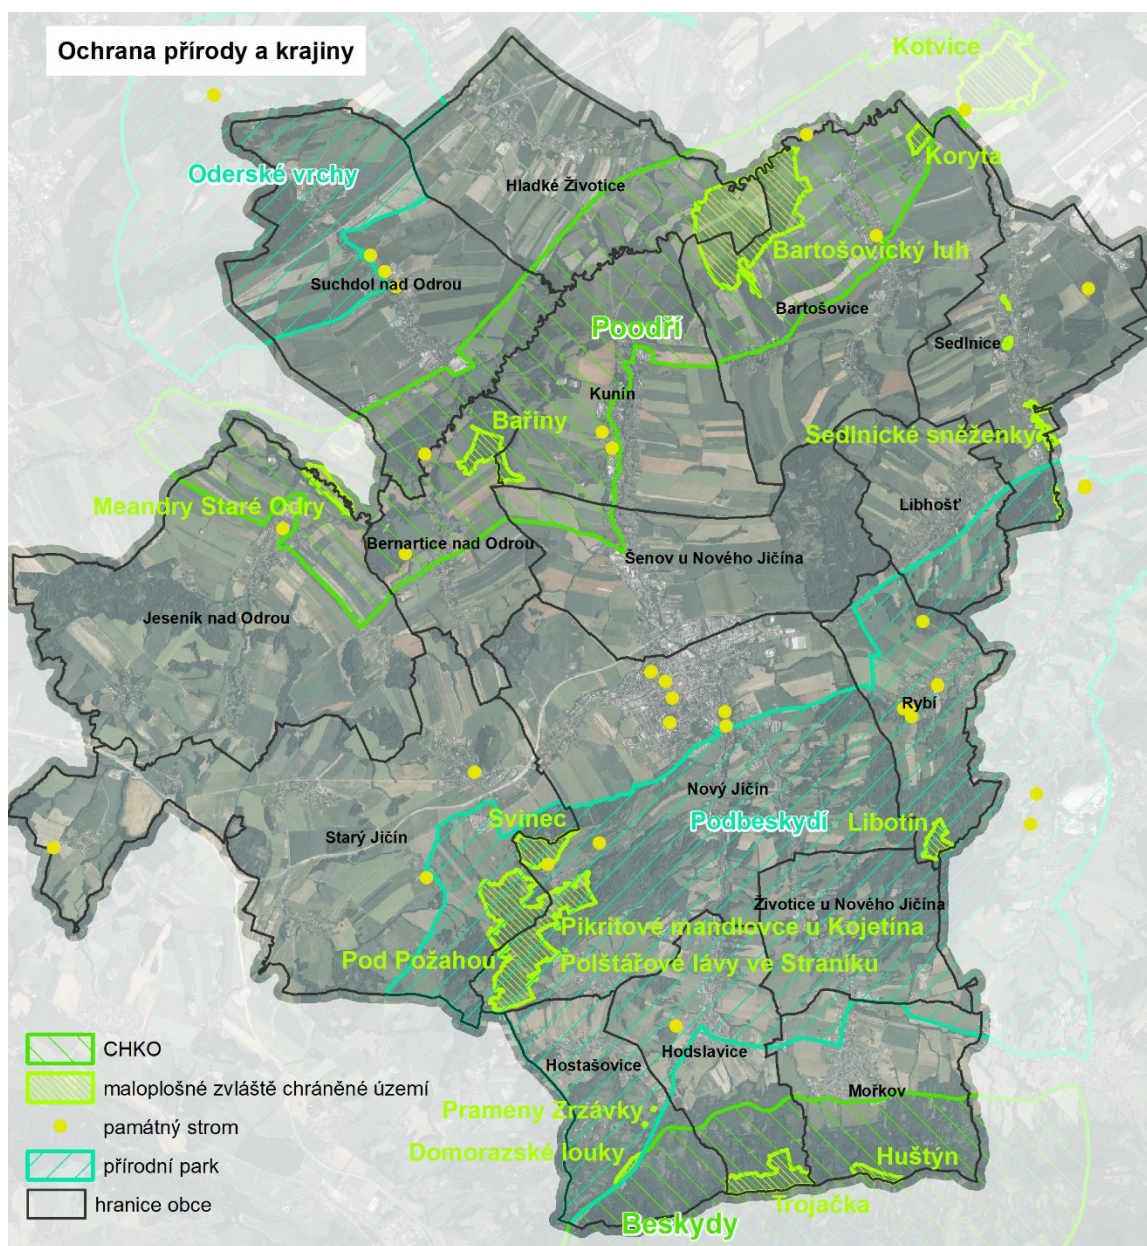 Ochrana přírody a krajiny
Kotvice
Koryta
Oderské vrchy
Hladké Životice
Bartošovický luh
Suchdol nad Odrou
Bartošovice
Poodří
Sedlnice
Kunín
Bařiny
Sedlnické sněženky
Meandry Staré Odry
Libhošť
Bernartice nad Odrou
Šenov u Nového Jičína
Jeseník nad Odrou
Rybí
Nový Jičín
Svinec
Podbeskydí
Libotín
Starý Jičín
Životice u Nového Jičína
Pikritové mandlovce u Kojetína
Pod Požahou
Polštářové lávy ve Straníku
CHKO
maloplošné zvláště chráněné území
památný strom
přírodní park
hranice obce
Hostašovice
Hodslavice
Mořkov
Prameny Zrzávky
Domorazské louky
Huštýn
Trojačka
Beskydy